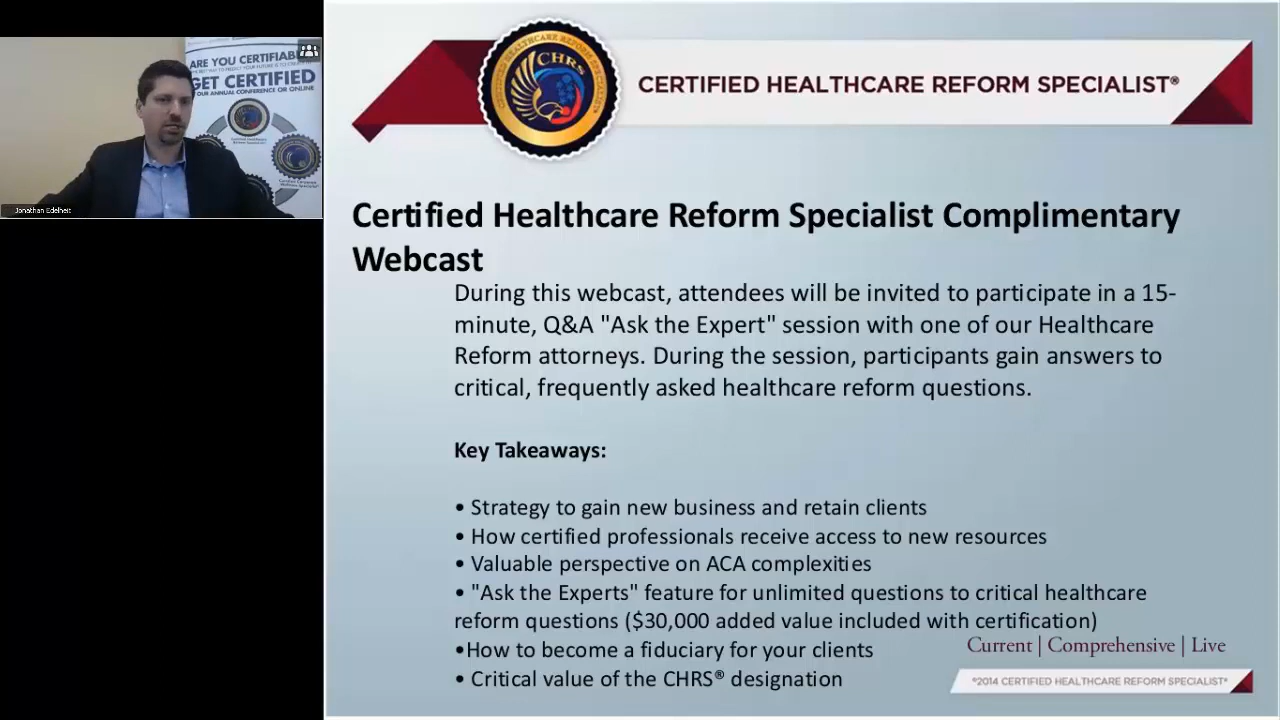 ARE YOU CERTIFIAB
GET CERTIFIED
OUR ANNUAL CONFERENCE OR ONLINE
Jonathan Edelheit
CERTIFIED HEALTHCARE REFORM SPECIALIST
CHRS
CERTIFIED HEALTHCARE REFORM SPECIALIST®
Certified Healthcare Reform Specialist Complimentary
Webcast
During this webcast, attendees will be invited to participate in a 15-
minute, Q&A "Ask the Expert" session with one of our Healthcare
Reform attorneys. During the session, participants gain answers to
critical, frequently asked healthcare reform questions.
Key Takeaways:
• Strategy to gain new business and retain clients
• How certified professionals receive access to new resources
• Valuable perspective on ACA complexities
• "Ask the Experts" feature for unlimited questions to critical healthcare
reform questions ($30,000 added value included with certification)
•How to become a fiduciary for your clients
• Critical value of the CHRS® designation
Current | Comprehensive | Live
©2014 CERTIFIED HEALTHCARE REFORM SPECIALIST®